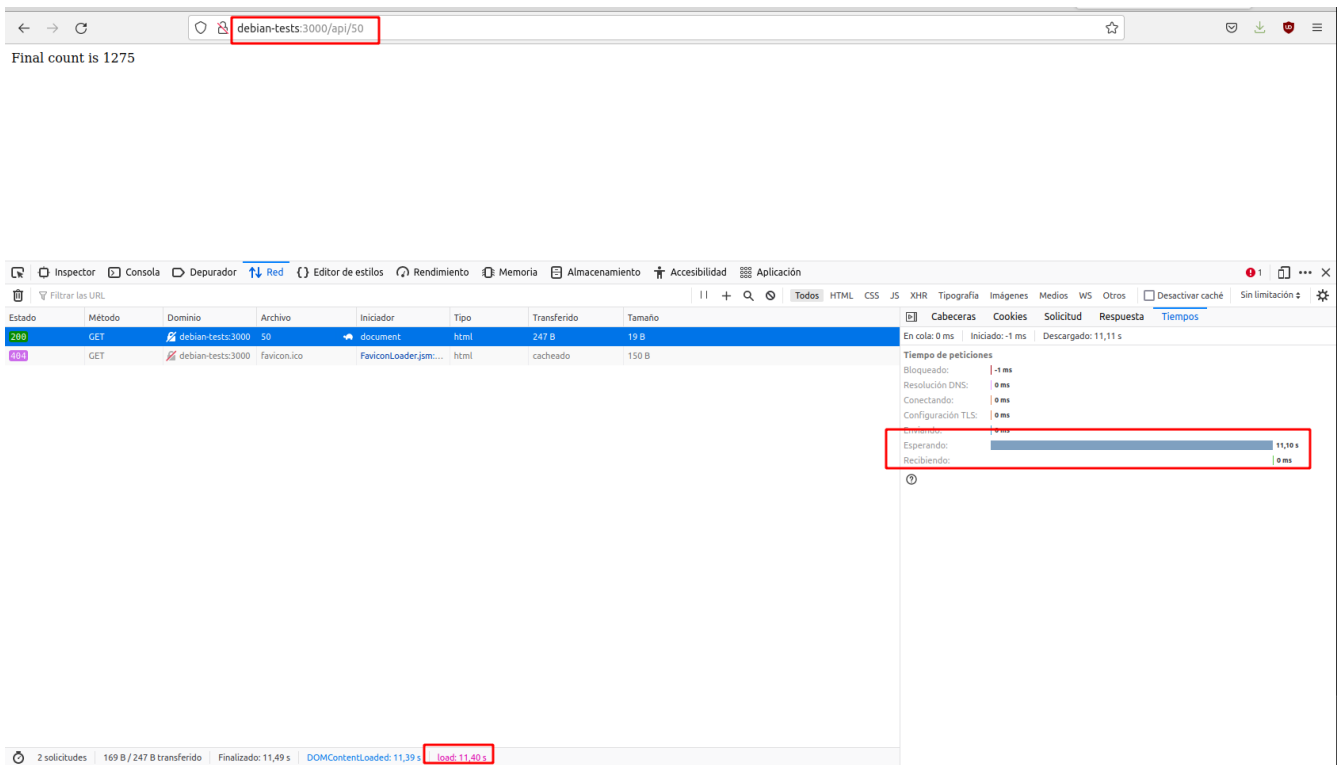 debian-tests:3000/api/50
Final count is 1275
Inspector Consola Depurador Red {} Editor de estilos Rendimiento Memoria Almacenamiento Accesibilidad Aplicación 1
Filtrar las URL Todos HTML CSS JS XHR Tipografía Imágenes Medios WS Otros Desactivar caché Sin limitación
Estado Método Dominio Archivo Iniciador Tipo Transferido Tamaño Cabeceras Cookies Solicitud Respuesta Tiempos
200 GET debian-tests:3000 50 document html 247 B 19 B En cola: 0 ms Iniciado: -1 ms Descargado: 11,11 s
404 GET debian-tests:3000 favicon.ico FaviconLoader.jsm:... html cacheado 150 B Tiempo de peticiones
Bloqueado: -1 ms
Resolución DNS: 0 ms
Conectando: 0 ms
Configuración TLS: 0 ms
Enviando: 0 ms
Esperando: 11,10 s
Recibiendo: 0 ms
2 solicitudes 169 B / 247 B transferido Finalizado: 11,49 s DOMContentLoaded: 11,39 s load: 11,40 s